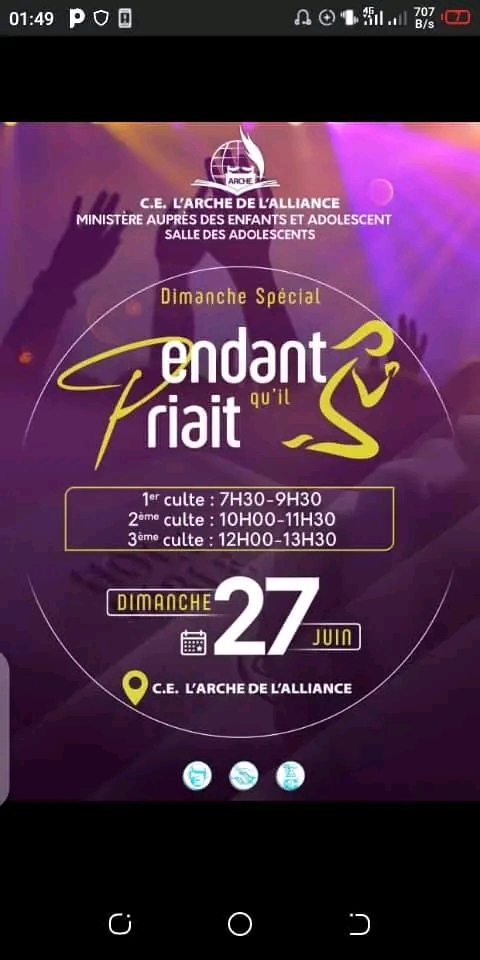 01:49
4G
707
B/s
7
ARCHE
C.E. L'ARCHE DE L'ALLIANCE
MINISTÈRE AUPRÈS DES ENFANTS ET ADOLESCENT
SALLE DES ADOLESCENTS
Dimanche Spécial
Pendant
qu'il
Priait
1er culte : 7H30-9H30
2ème culte : 10H00-11H30
3ème culte : 12H00-13H30
DIMANCHE 27 JUIN
C.E. L'ARCHE DE L'ALLIANCE